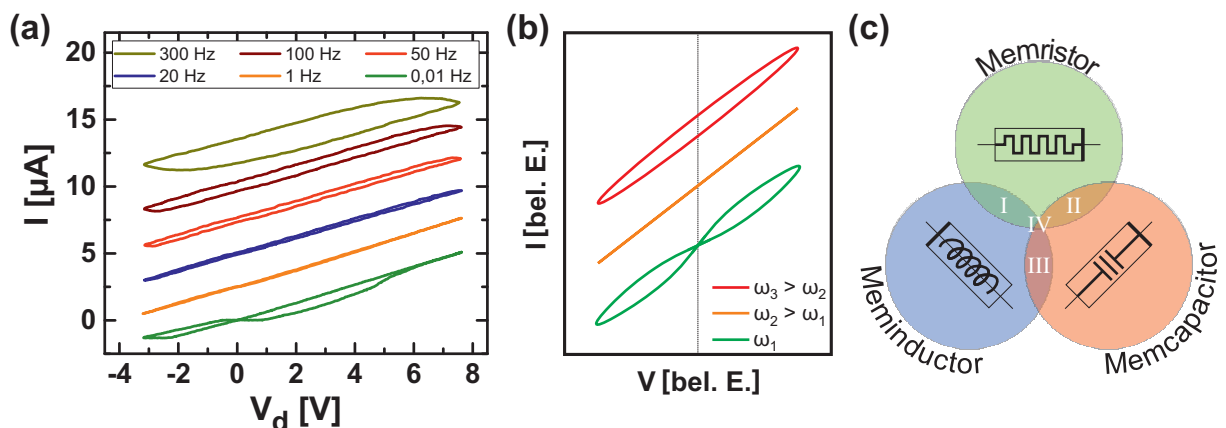 (a)
20
15
10
5
0
I [µA]
300 Hz 100 Hz 50 Hz
20 Hz 1 Hz 0,01 Hz
-4 -2 0 2 4 6 8
V_d [V]
(b)
I [bel. E.]
ω₃ > ω₂
ω₂ > ω₁
ω₁
V [bel. E.]
(c)
Memristor
I II
IV
III
Meminductor
Memcapacitor